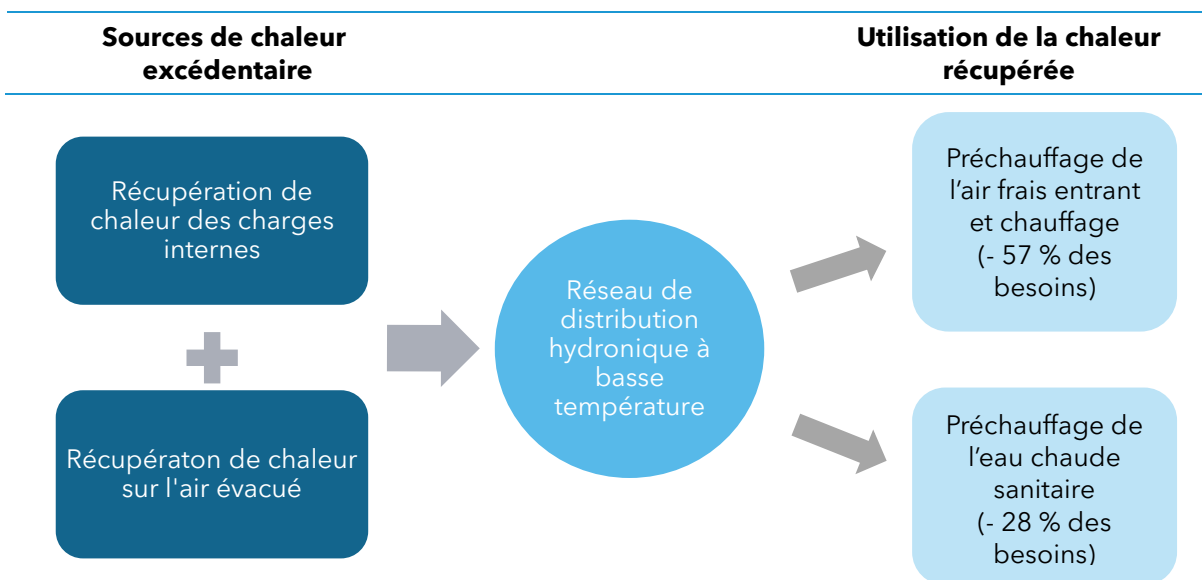 Sources de chaleur
excédentaire
Utilisation de la chaleur
récupérée
Récupération de
chaleur des charges
internes
Récupératon de chaleur
sur l'air évacué
Réseau de
distribution
hydronique à
basse
température
Préchauffage de
l’air frais entrant
et chauffage
(- 57 % des
besoins)
Préchauffage de
l’eau chaude
sanitaire
(- 28 % des
besoins)